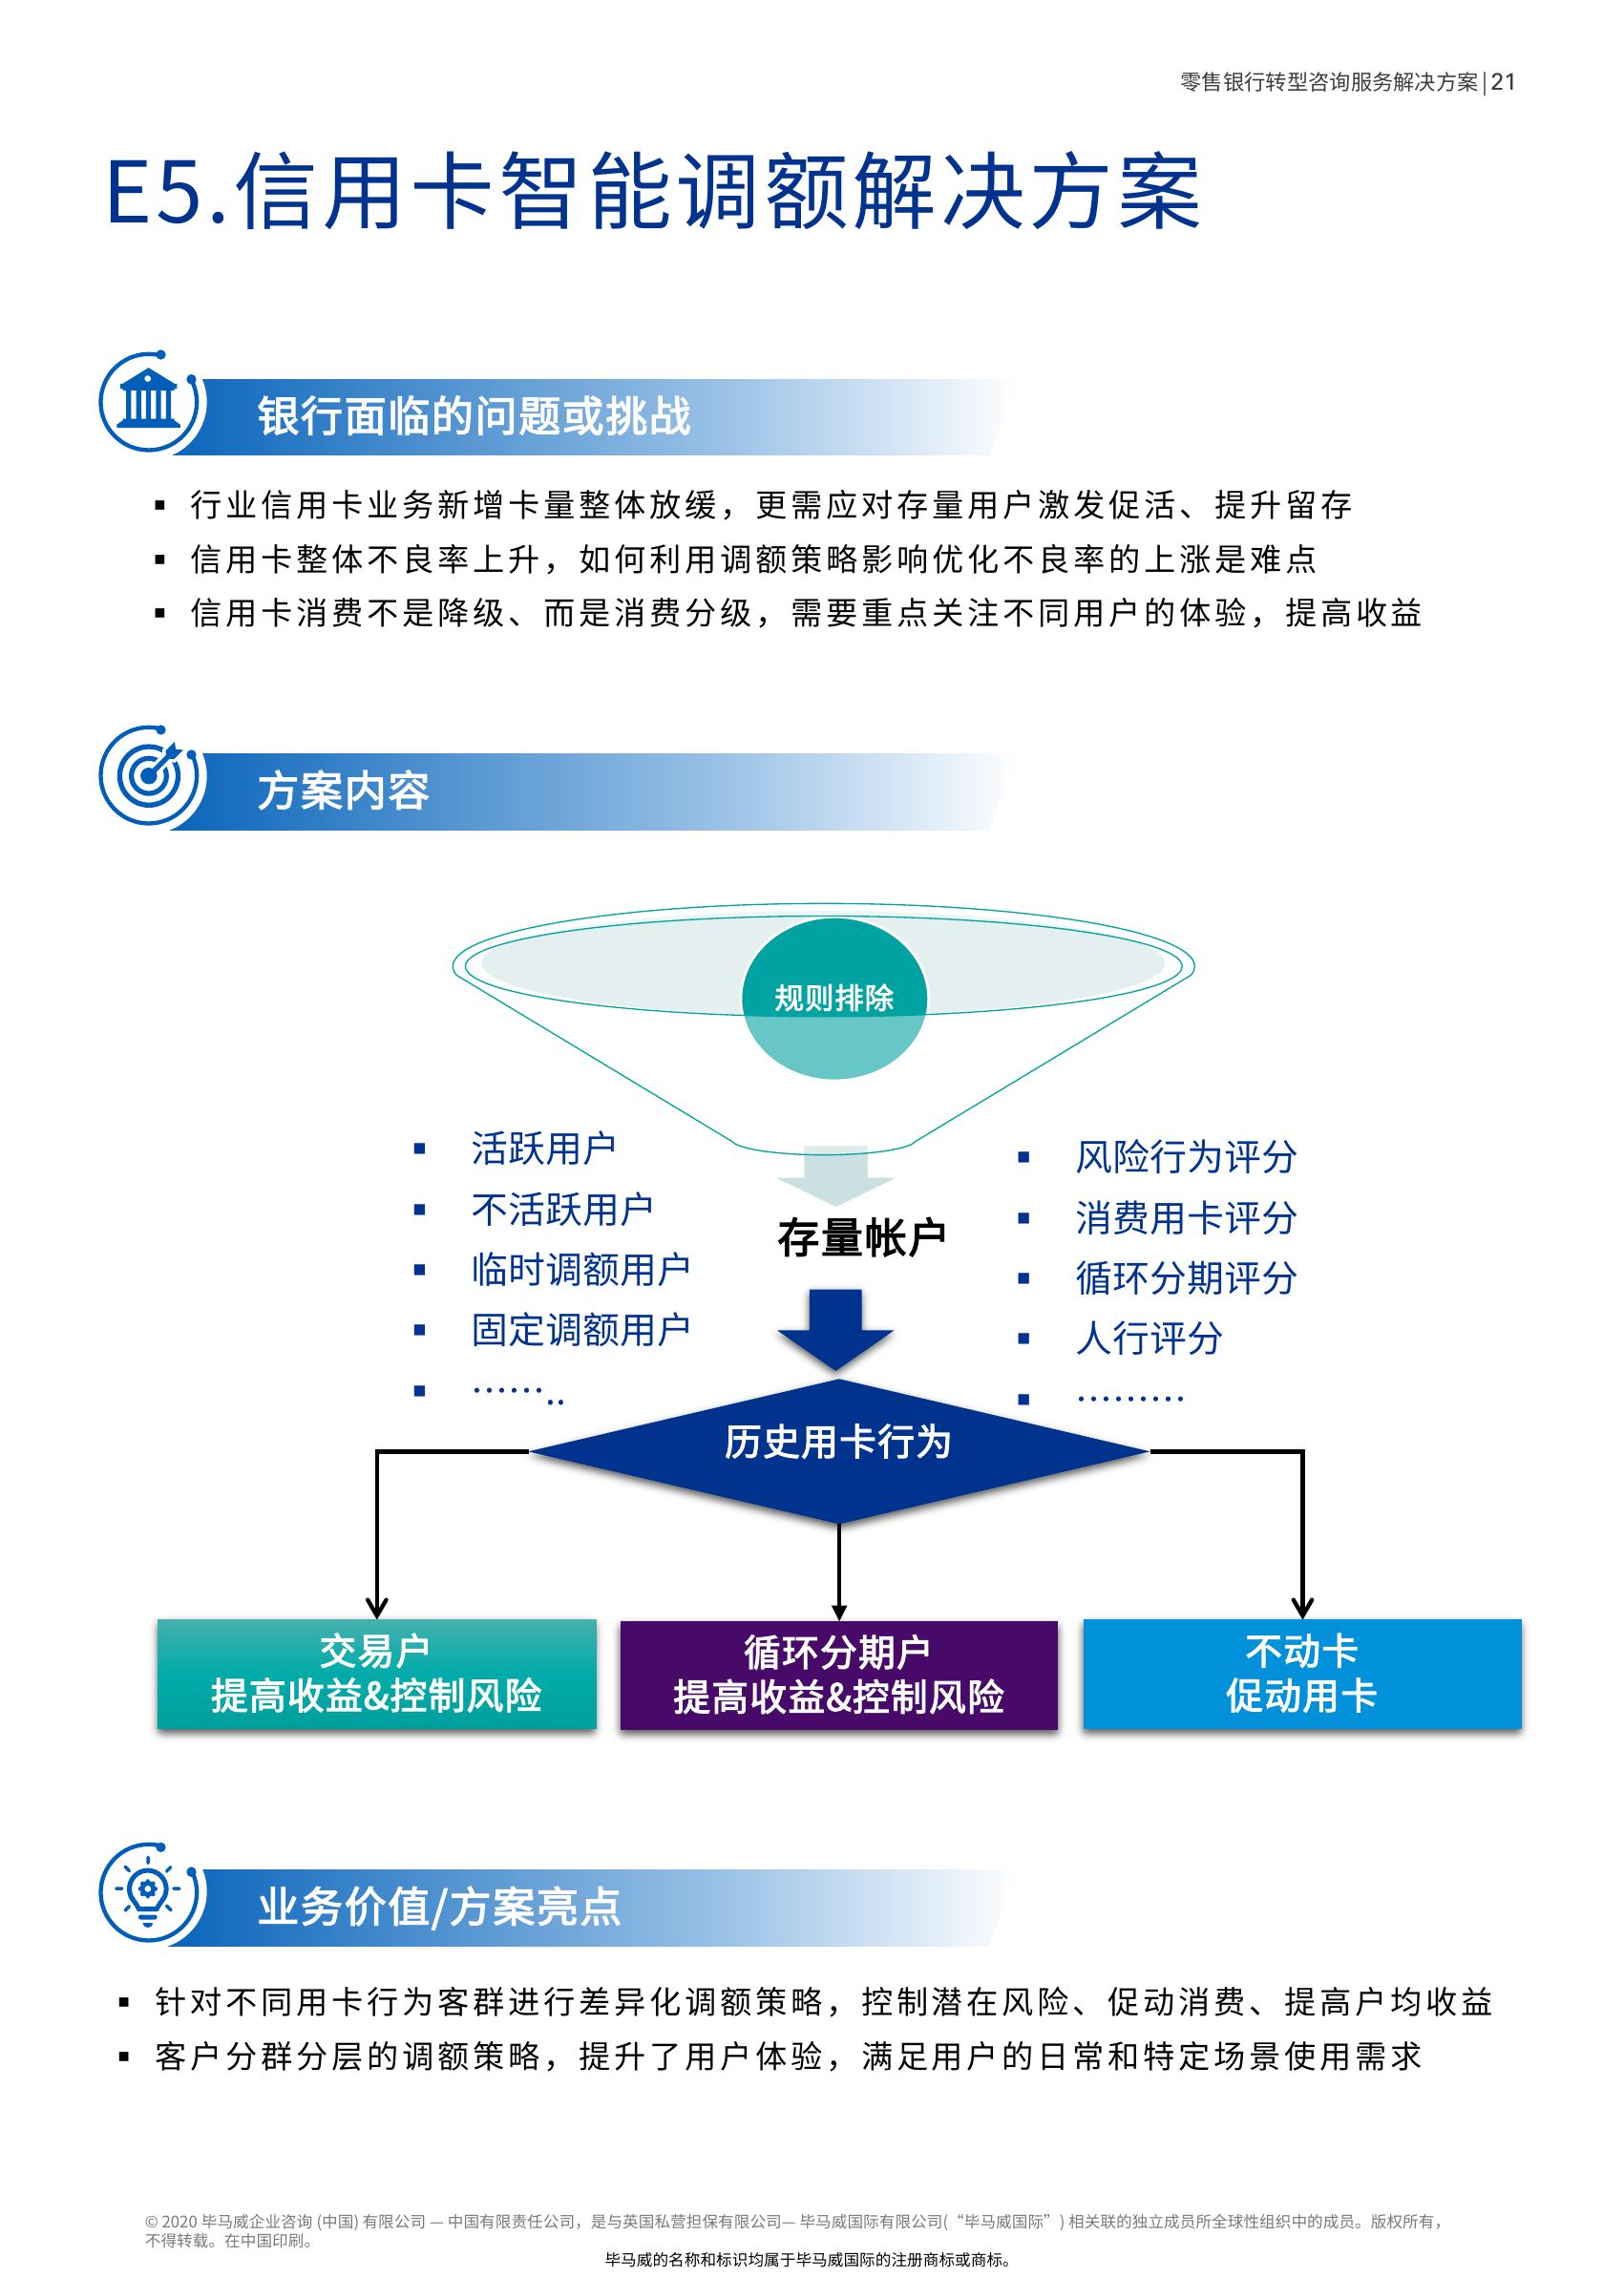 零售银行转型咨询服务解决方案|21
E5.信用卡智能调额解决方案
银行面临的问题或挑战
▪ 行业信用卡业务新增卡量整体放缓，更需应对存量用户激发促活、提升留存
▪ 信用卡整体不良率上升，如何利用调额策略影响优化不良率的上涨是难点
▪ 信用卡消费不是降级、而是消费分级，需要重点关注不同用户的体验，提高收益
方案内容
规则排除
▪ 活跃用户
▪ 不活跃用户
▪ 临时调额用户
▪ 固定调额用户
▪ ……..
存量帐户
▪ 风险行为评分
▪ 消费用卡评分
▪ 循环分期评分
▪ 人行评分
▪ ………
历史用卡行为
交易户
提高收益&控制风险
循环分期户
提高收益&控制风险
不动卡
促动用卡
业务价值/方案亮点
▪ 针对不同用卡行为客群进行差异化调额策略，控制潜在风险、促动消费、提高户均收益
▪ 客户分群分层的调额策略，提升了用户体验，满足用户的日常和特定场景使用需求
© 2020 毕马威企业咨询 (中国) 有限公司 — 中国有限责任公司，是与英国私营担保有限公司— 毕马威国际有限公司(“毕马威国际”) 相关联的独立成员所全球性组织中的成员。版权所有，
不得转载。在中国印刷。
毕马威的名称和标识均属于毕马威国际的注册商标或商标。